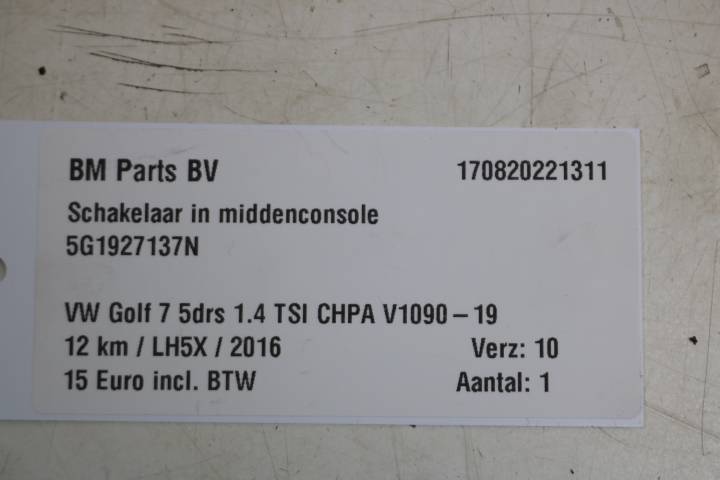 BM Parts BV 170820221311
Schakelaar in middenconsole
5G1927137N
VW Golf 7 5drs 1.4 TSI CHPA V1090 – 19
12 km / LH5X / 2016 Verz: 10
15 Euro incl. BTW Aantal: 1